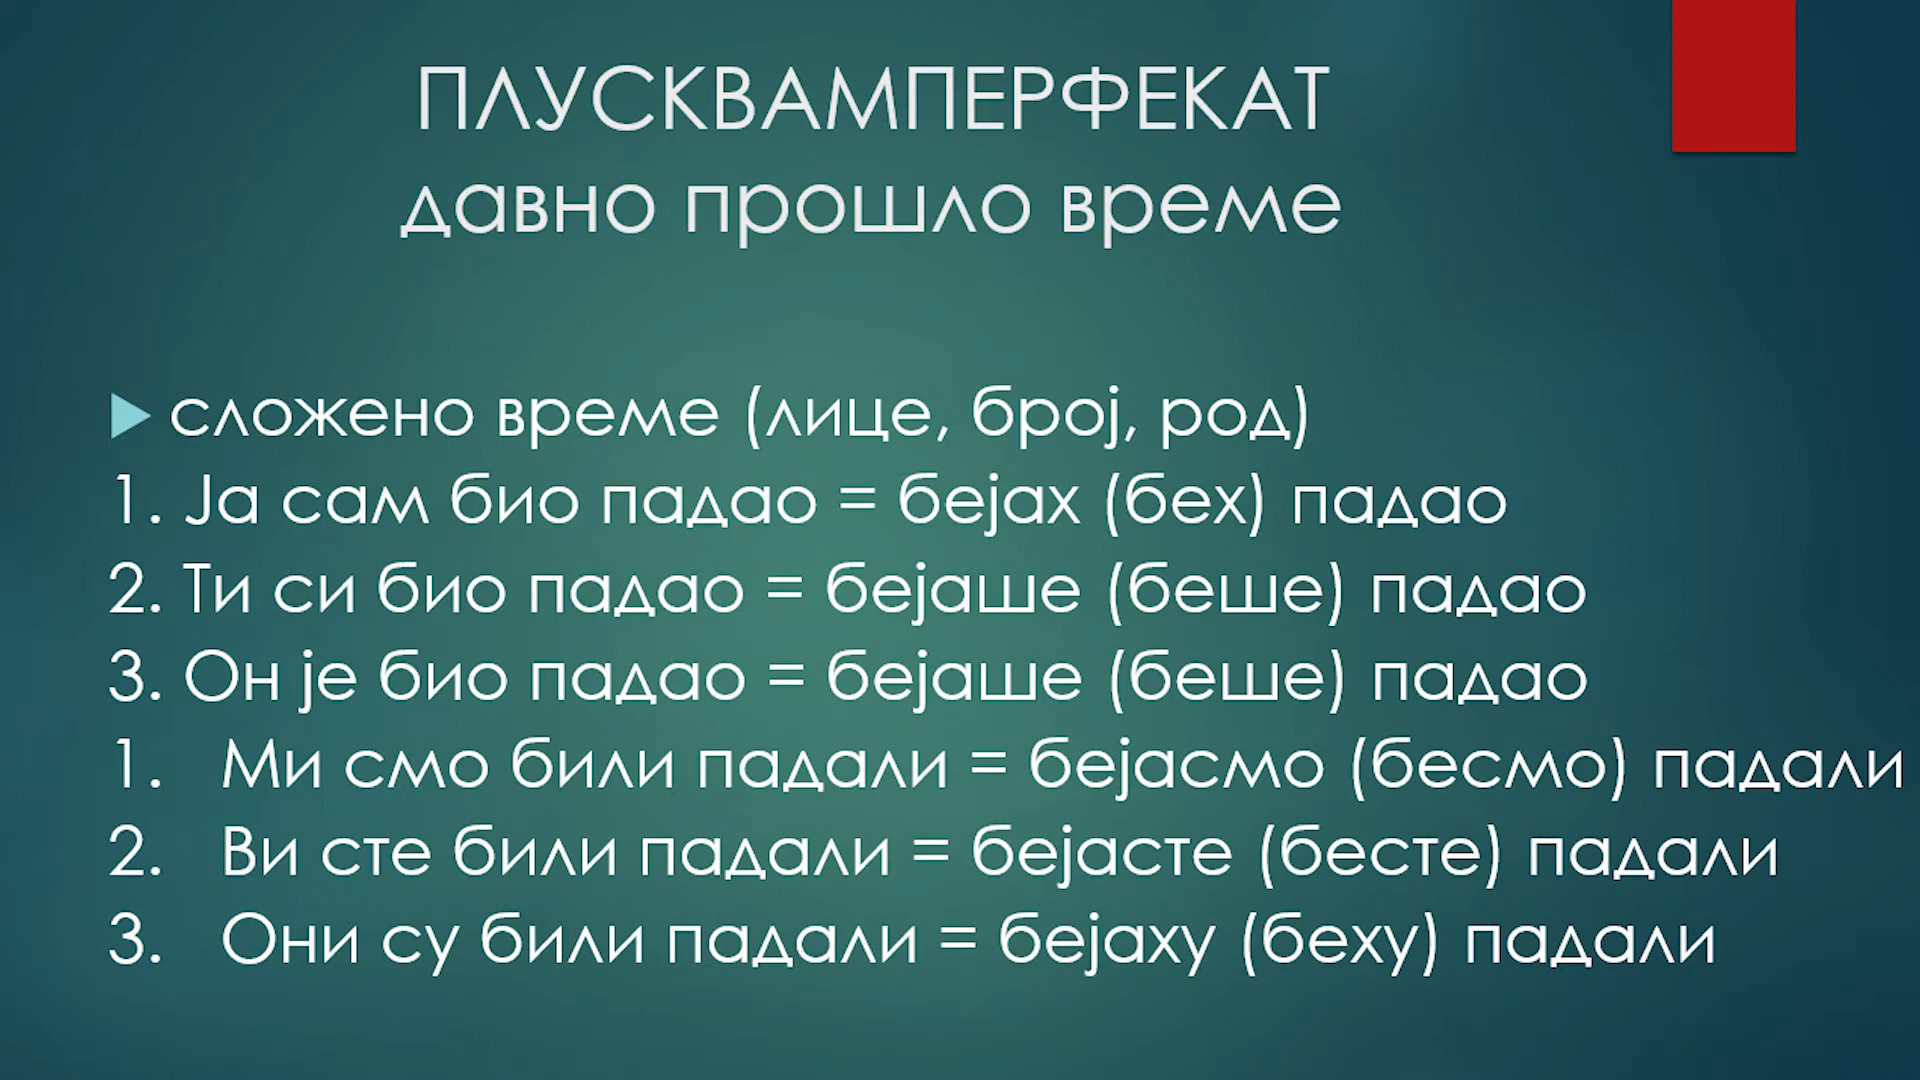 ПЛУСКВАМПЕРФЕКАТ
давно прошло време
сложено време (лице, број, род)
1. Ја сам био падао = бејах (бех) падао
2. Ти си био падао = бејаше (беше) падао
3. Он је био падао = бејаше (беше) падао
1. Ми смо били падали = бејасмо (бесмо) падали
2. Ви сте били падали = бејасте (бесте) падали
3. Они су били падали = бејаху (беху) падали